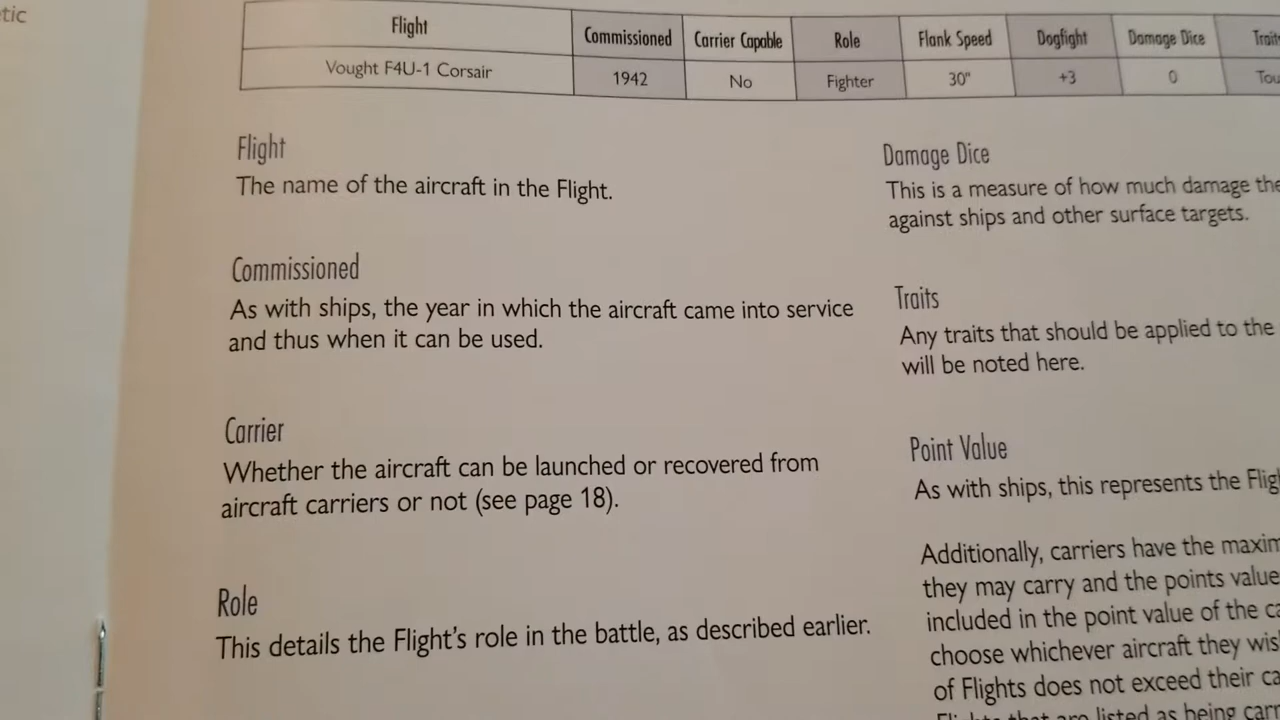 tic
Flight Commissioned Carrier Capable Role Flank Speed Dogfight Damage Dice
Vought F4U-1 Corsair 1942 No Fighter 30" +3 0
Flight
The name of the aircraft in the Flight.
Commissioned
As with ships, the year in which the aircraft came into service
and thus when it can be used.
Carrier
Whether the aircraft can be launched or recovered from
aircraft carriers or not (see page 18).
Role
This details the Flight's role in the battle, as described earlier.
Damage Dice
This is a measure of how much damage the
against ships and other surface targets.
Traits
Any traits that should be applied to the
will be noted here.
Point Value
As with ships, this represents the
Additionally, carriers have the
they may carry and the points value
included in the point value of the
choose whichever aircraft they
of Flights does not exceed their